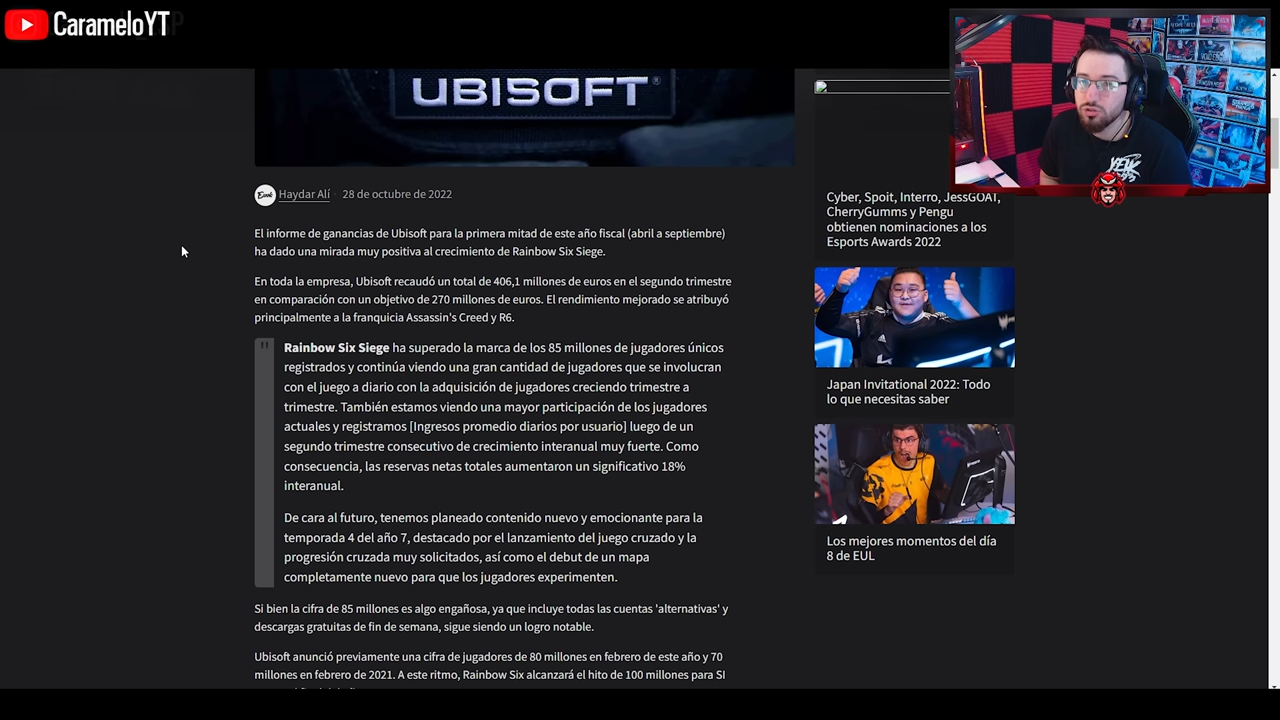 CarameloYT
UBISOFT®
Haydar Alí · 28 de octubre de 2022
El informe de ganancias de Ubisoft para la primera mitad de este año fiscal (abril a septiembre)
ha dado una mirada muy positiva al crecimiento de Rainbow Six Siege.
En toda la empresa, Ubisoft recaudó un total de 406,1 millones de euros en el segundo trimestre
en comparación con un objetivo de 270 millones de euros. El rendimiento mejorado se atribuyó
principalmente a la franquicia Assassin's Creed y R6.
"
Rainbow Six Siege ha superado la marca de los 85 millones de jugadores únicos
registrados y continúa viendo una gran cantidad de jugadores que se involucran
con el juego a diario con la adquisición de jugadores creciendo trimestre a
trimestre. También estamos viendo una mayor participación de los jugadores
actuales y registramos [Ingresos promedio diarios por usuario] luego de un
segundo trimestre consecutivo de crecimiento interanual muy fuerte. Como
consecuencia, las reservas netas totales aumentaron un significativo 18%
interanual.
De cara al futuro, tenemos planeado contenido nuevo y emocionante para la
temporada 4 del año 7, destacado por el lanzamiento del juego cruzado y la
progresión cruzada muy solicitados, así como el debut de un mapa
completamente nuevo para que los jugadores experimenten.
Si bien la cifra de 85 millones es algo engañosa, ya que incluye todas las cuentas 'alternativas' y
descargas gratuitas de fin de semana, sigue siendo un logro notable.
Ubisoft anunció previamente una cifra de jugadores de 80 millones en febrero de este año y 70
millones en febrero de 2021. A este ritmo, Rainbow Six alcanzará el hito de 100 millones para SI
Cyber, Spoit, Interro, JessGOAT,
CherryGumms y Pengu
obtienen nominaciones a los
Esports Awards 2022
Japan Invitational 2022: Todo
lo que necesitas saber
Los mejores momentos del día
8 de EUL